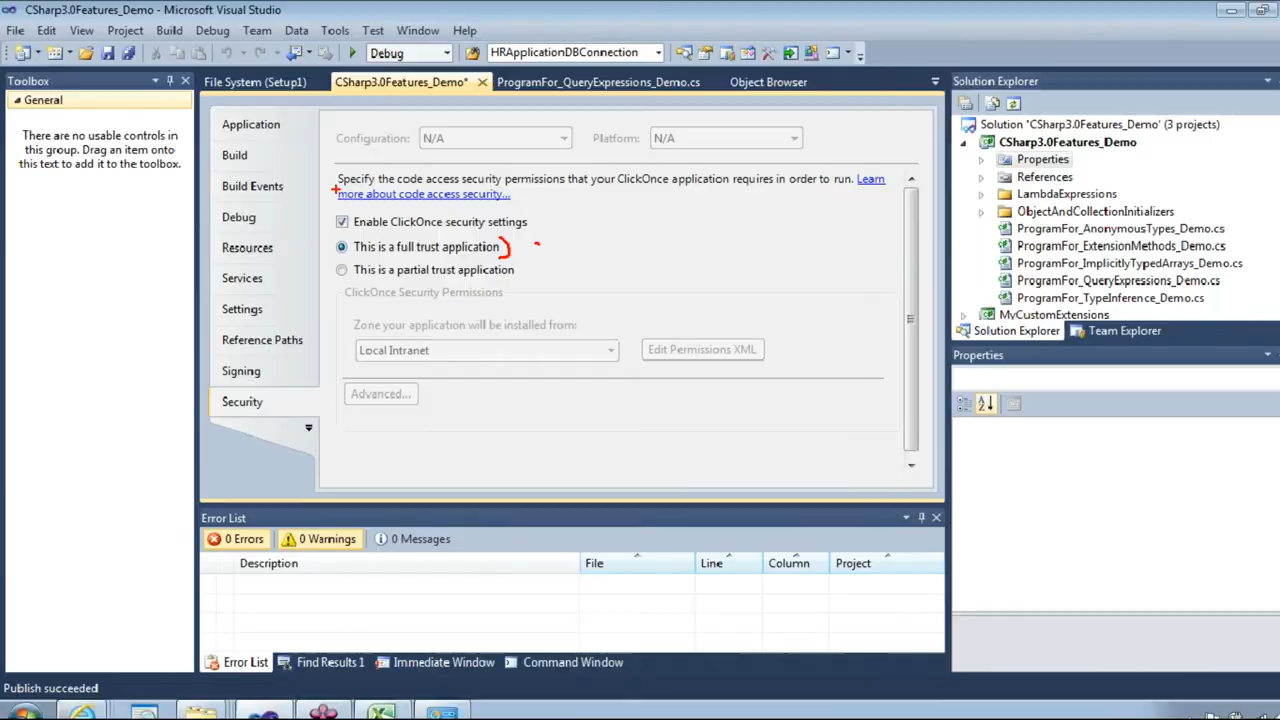 CSharp3.0Features_Demo - Microsoft Visual Studio
File Edit View Project Build Debug Team Data Tools Test Window Help
Debug HRApplicationDBConnection
Toolbox
General
There are no usable controls in
this group. Drag an item onto
this text to add it to the toolbox.
File System (Setup1) CSharp3.0Features_Demo* ProgramFor_QueryExpressions_Demo.cs Object Browser
Application
Build
Build Events
Debug
Resources
Services
Settings
Reference Paths
Signing
Security
Configuration: N/A Platform: N/A
Specify the code access security permissions that your ClickOnce application requires in order to run. Learn
more about code access security...
Enable ClickOnce security settings
This is a full trust application
This is a partial trust application
ClickOnce Security Permissions
Zone your application will be installed from:
Local Intranet Edit Permissions XML
Advanced...
Error List
0 Errors 0 Warnings 0 Messages
Description File Line Column Project
Error List Find Results 1 Immediate Window Command Window
Solution Explorer
Solution 'CSharp3.0Features_Demo' (3 projects)
CSharp3.0Features_Demo
Properties
References
LambdaExpressions
ObjectAndCollectionInitializers
ProgramFor_AnonymousTypes_Demo.cs
ProgramFor_ExtensionMethods_Demo.cs
ProgramFor_ImplicitlyTypedArrays_Demo.cs
ProgramFor_QueryExpressions_Demo.cs
ProgramFor_TypeInference_Demo.cs
MyCustomExtensions
Solution Explorer Team Explorer
Properties
Publish succeeded